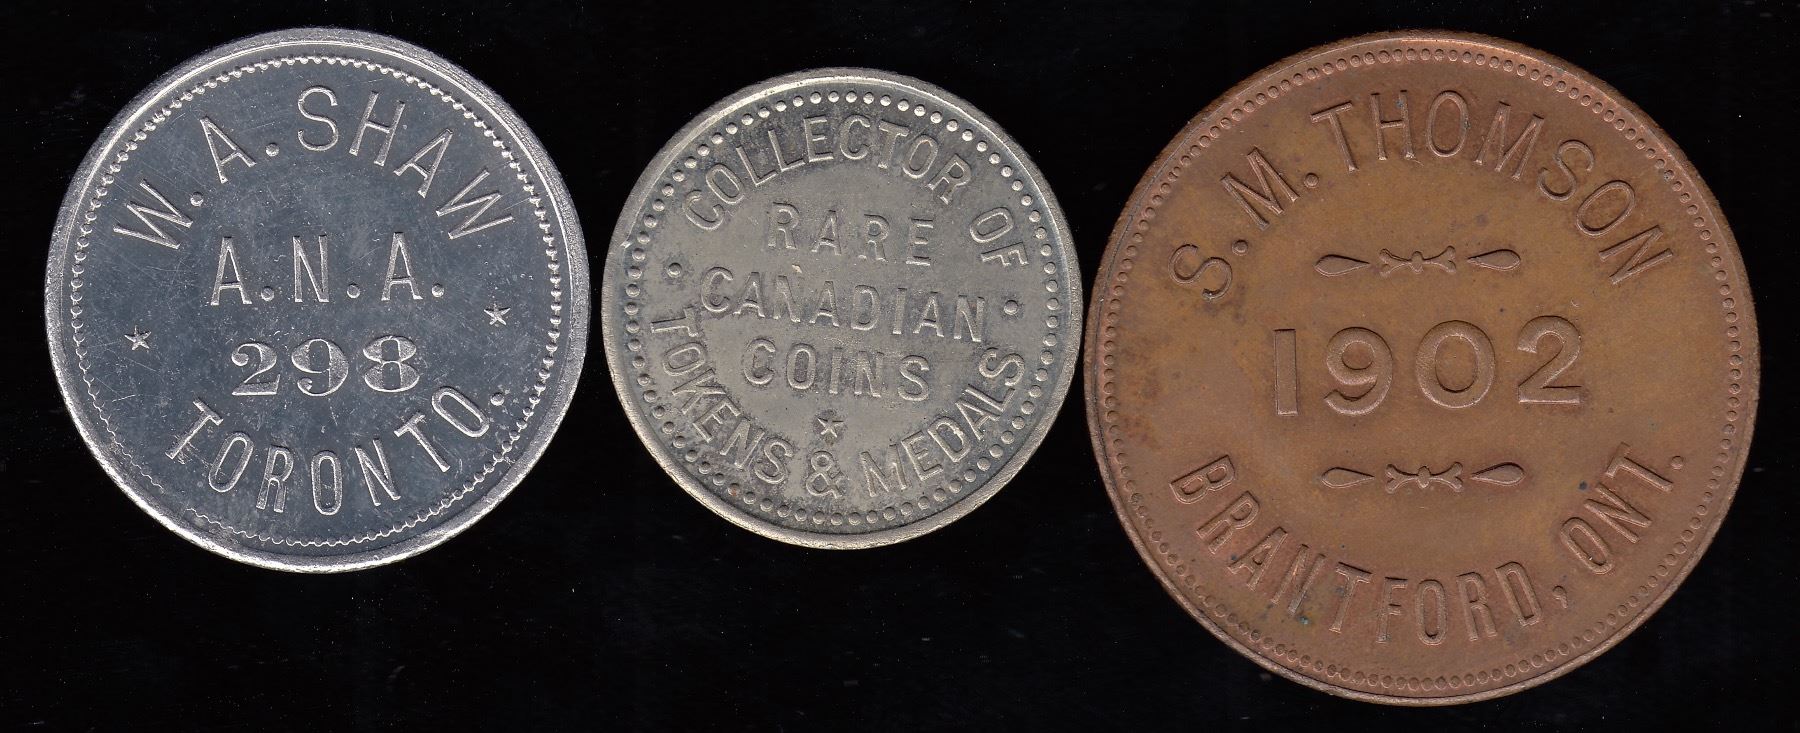 W. A. SHAW
A. N. A.
298
TORONTO.
COLLECTOR OF
RARE
CANADIAN
COINS
TOKENS & MEDALS
S. M. THOMSON
1902
BRANTFORD, ONT.